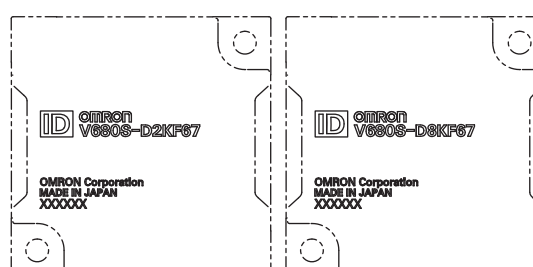 ID
OMRON
V680S-D2KF67
OMRON Corporation
MADE IN JAPAN
XXXXXX
ID
OMRON
V680S-D8KF67
OMRON Corporation
MADE IN JAPAN
XXXXXX